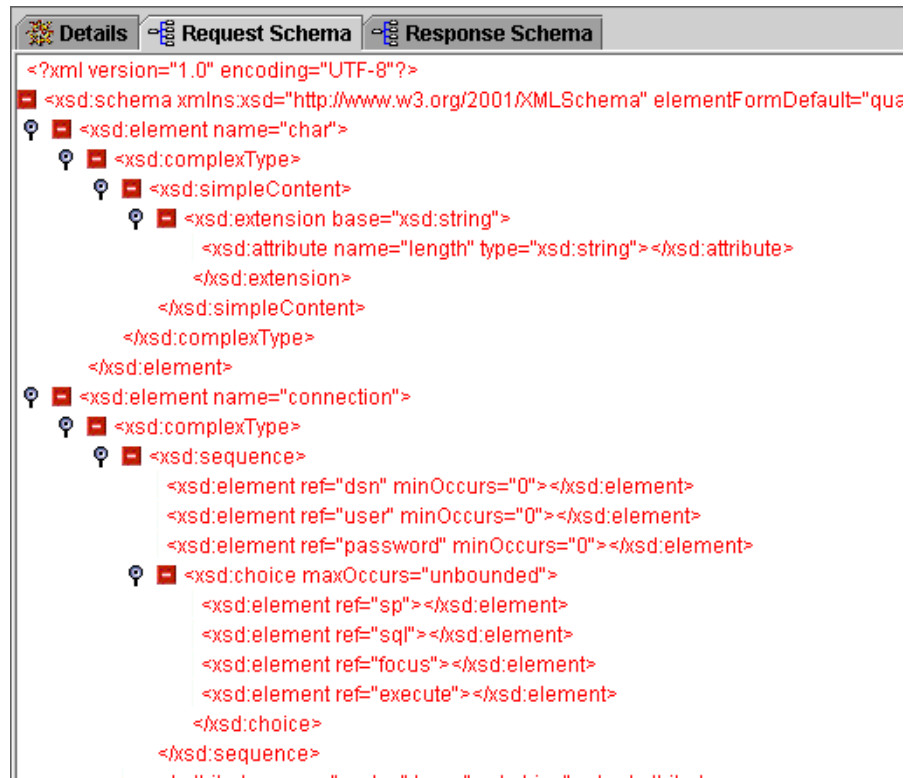 Details Request Schema Response Schema
<?xml version="1.0" encoding="UTF-8"?>
<xsd:schema xmlns:xsd="http://www.w3.org/2001/XMLSchema" elementFormDefault="qua
<xsd:element name="char">
<xsd:complexType>
<xsd:simpleContent>
<xsd:extension base="xsd:string">
<xsd:attribute name="length" type="xsd:string"></xsd:attribute>
</xsd:extension>
</xsd:simpleContent>
</xsd:complexType>
</xsd:element>
<xsd:element name="connection">
<xsd:complexType>
<xsd:sequence>
<xsd:element ref="dsn" minOccurs="0"></xsd:element>
<xsd:element ref="user" minOccurs="0"></xsd:element>
<xsd:element ref="password" minOccurs="0"></xsd:element>
<xsd:choice maxOccurs="unbounded">
<xsd:element ref="sp"></xsd:element>
<xsd:element ref="sql"></xsd:element>
<xsd:element ref="focus"></xsd:element>
<xsd:element ref="execute"></xsd:element>
</xsd:choice>
</xsd:sequence>